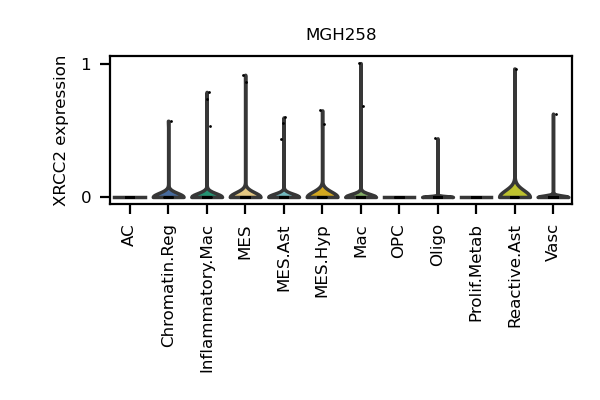 MGH258
XRCC2 expression
1
0
AC
Chromatin.Reg
Inflammatory.Mac
MES
MES.Ast
MES.Hyp
Mac
OPC
Oligo
Prolif.Metab
Reactive.Ast
Vasc